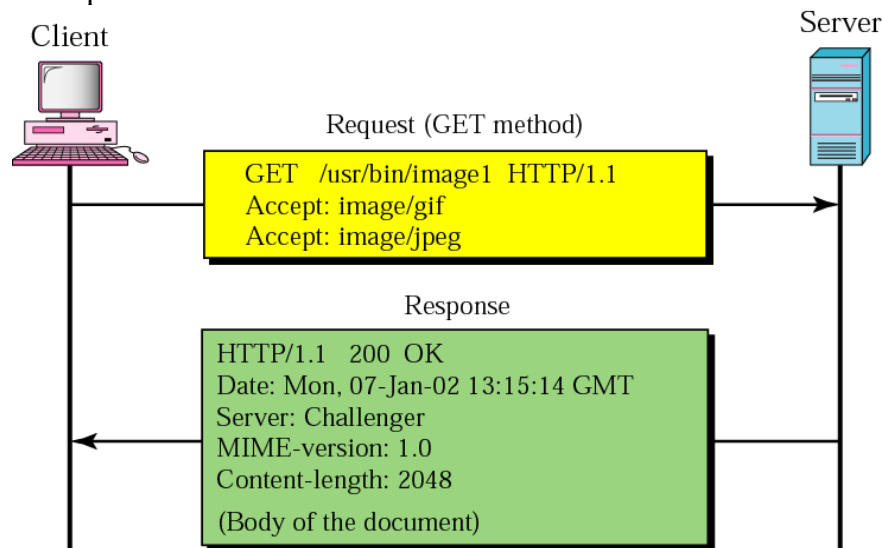 Client
Server
Request (GET method)
GET /usr/bin/image1 HTTP/1.1
Accept: image/gif
Accept: image/jpeg
Response
HTTP/1.1 200 OK
Date: Mon, 07-Jan-02 13:15:14 GMT
Server: Challenger
MIME-version: 1.0
Content-length: 2048
(Body of the document)